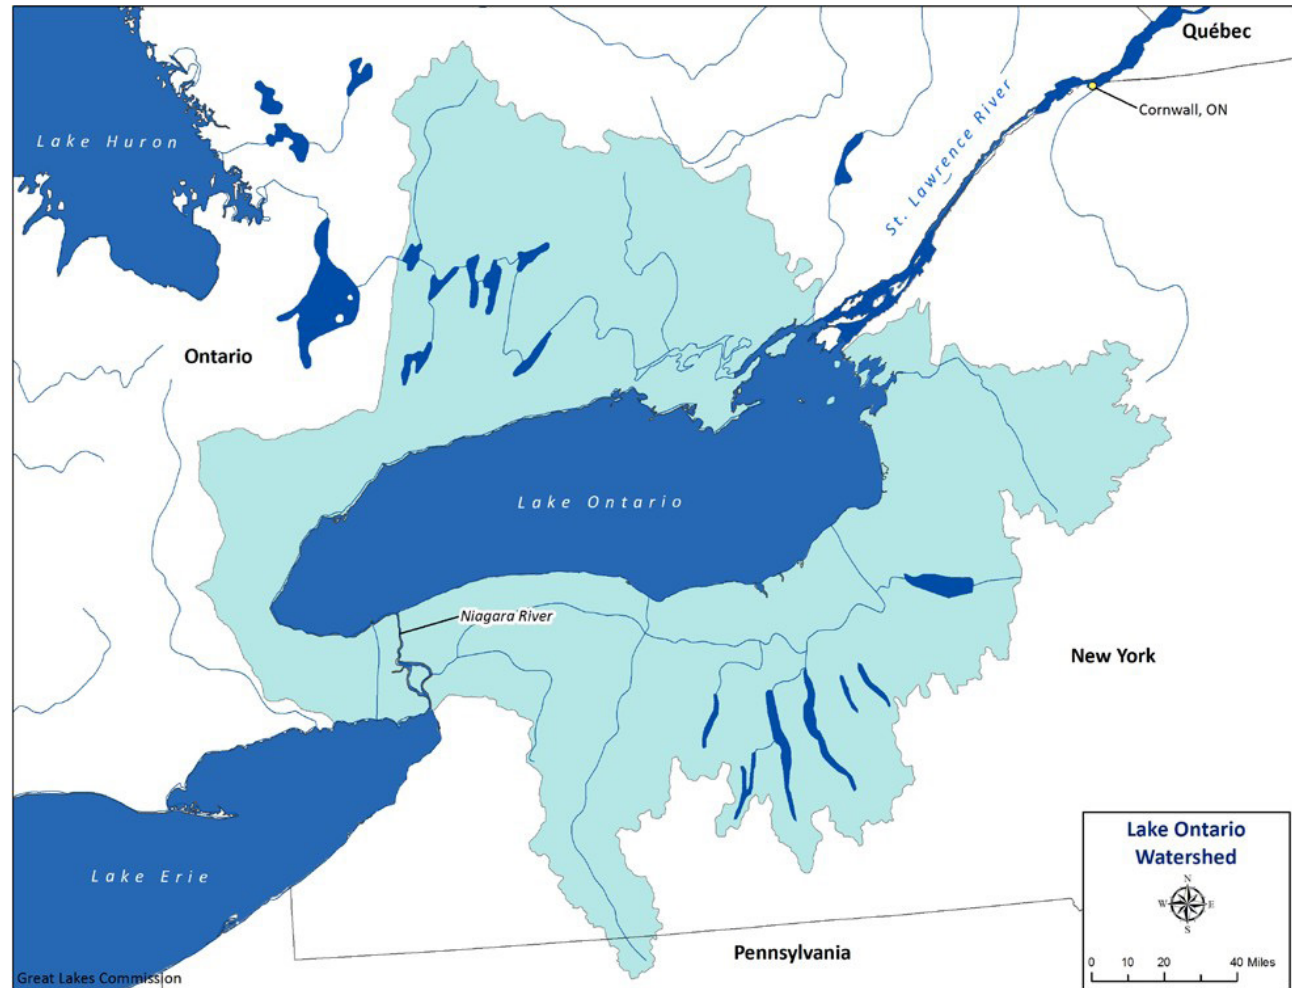 Québec
Cornwall, ON
St. Lawrence River
Lake Huron
Ontario
Lake Ontario
Niagara River
New York
Lake Erie
Pennsylvania
Lake Ontario
Watershed
N
W E
S
0 10 20 40 Miles
Great Lakes Commission